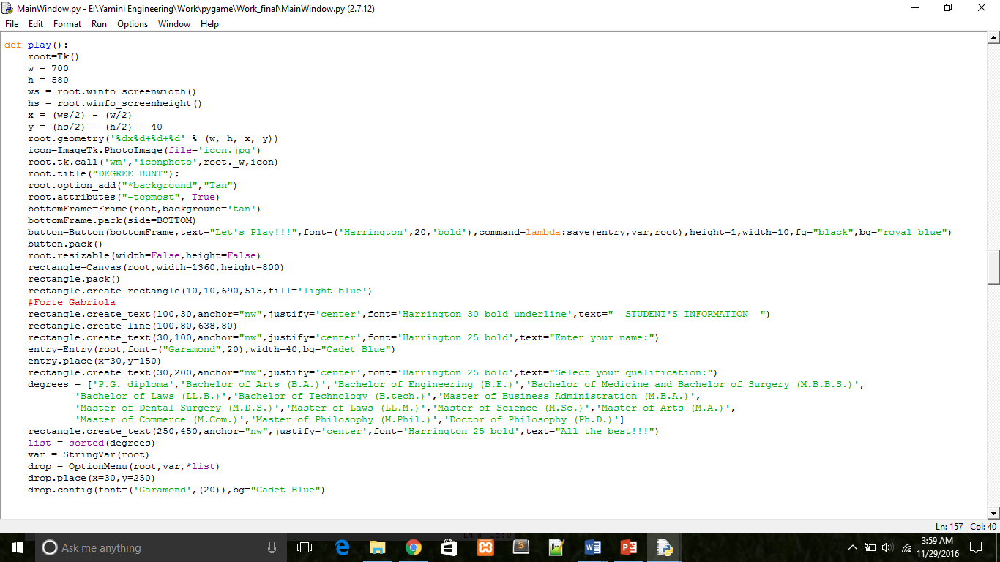 MainWindow.py - E:\Yamini Engineering\Work\pygame\Work_final\MainWindow.py (2.7.12)
File Edit Format Run Options Window Help
def play():
    root=Tk()
    w = 700
    h = 580
    ws = root.winfo_screenwidth()
    hs = root.winfo_screenheight()
    x = (ws/2) - (w/2)
    y = (hs/2) - (h/2) - 40
    root.geometry('%dx%d+%d+%d' % (w, h, x, y))
    icon=ImageTk.PhotoImage(file='icon.jpg')
    root.tk.call('wm','iconphoto',root._w,icon)
    root.title("DEGREE HUNT");
    root.option_add("*background","Tan")
    root.attributes("-topmost", True)
    bottomFrame=Frame(root,background='tan')
    bottomFrame.pack(side=BOTTOM)
    button=Button(bottomFrame,text="Let's Play!!!",font=('Harrington',20,'bold'),command=lambda:save(entry,var,root),height=1,width=10,fg="black",bg="royal blue")
    button.pack()
    root.resizable(width=False,height=False)
    rectangle=Canvas(root,width=1360,height=800)
    rectangle.pack()
    rectangle.create_rectangle(10,10,690,515,fill='light blue')
    #Forte Gabriola
    rectangle.create_text(100,30,anchor="nw",justify='center',font='Harrington 30 bold underline',text="  STUDENT'S INFORMATION  ")
    rectangle.create_line(100,80,638,80)
    rectangle.create_text(30,100,anchor="nw",justify='center',font='Harrington 25 bold',text="Enter your name:")
    entry=Entry(root,font=("Garamond",20),width=40,bg="Cadet Blue")
    entry.place(x=30,y=150)
    rectangle.create_text(30,200,anchor="nw",justify='center',font='Harrington 25 bold',text="Select your qualification:")
    degrees = ['P.G. diploma','Bachelor of Arts (B.A.)','Bachelor of Engineering (B.E.)','Bachelor of Medicine and Bachelor of Surgery (M.B.B.S.)',
            'Bachelor of Laws (LL.B.)','Bachelor of Technology (B.tech.)','Master of Business Administration (M.B.A.)',
            'Master of Dental Surgery (M.D.S.)','Master of Laws (LL.M.)','Master of Science (M.Sc.)','Master of Arts (M.A.)',
            'Master of Commerce (M.Com.)','Master of Philosophy (M.Phil.)','Doctor of Philosophy (Ph.D.)']
    rectangle.create_text(250,450,anchor="nw",justify='center',font='Harrington 25 bold',text="All the best!!!")
    list = sorted(degrees)
    var = StringVar(root)
    drop = OptionMenu(root,var,*list)
    drop.place(x=30,y=250)
    drop.config(font=('Garamond',(20)),bg="Cadet Blue")
Ln: 157 Col: 40
Ln: 8 Col: 0
Ask me anything
3:59 AM
11/29/2016